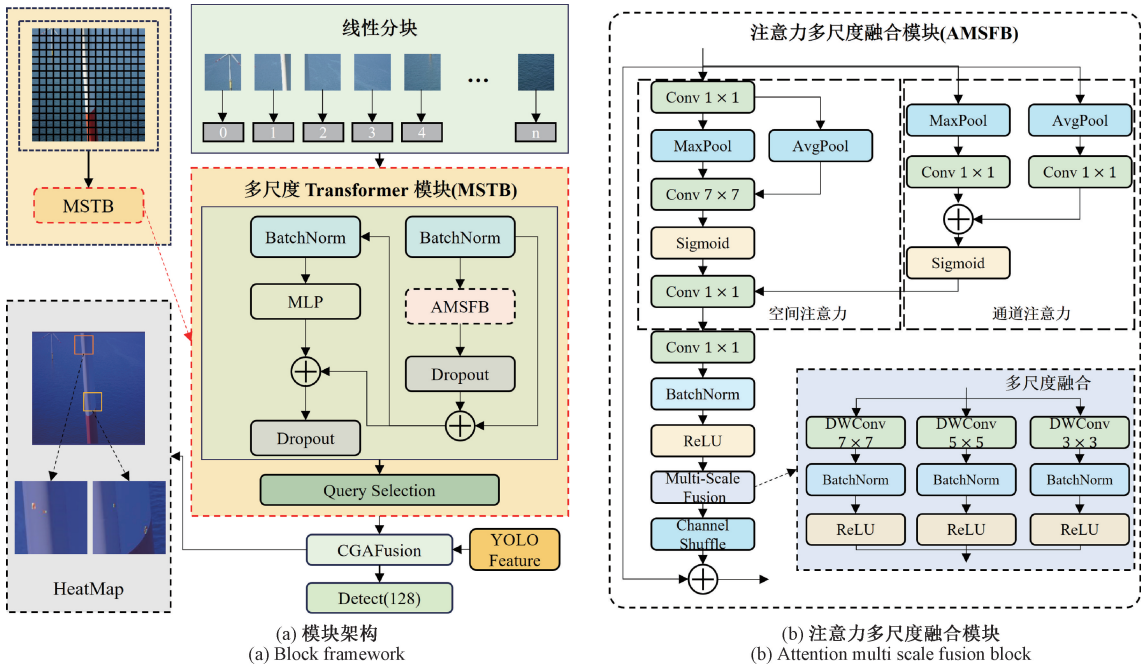 线性分块
0 1 2 3 4 … n
MSTB
多尺度 Transformer 模块(MSTB)
BatchNorm
BatchNorm
MLP
AMSFB
Dropout
Dropout
Query Selection
CGAFusion
YOLO
Feature
Detect(128)
HeatMap
(a) 模块架构
(a) Block framework
注意力多尺度融合模块(AMSFB)
Conv 1 × 1
MaxPool
AvgPool
Conv 7 × 7
Sigmoid
Conv 1 × 1
空间注意力
MaxPool
AvgPool
Conv 1 × 1
Conv 1 × 1
Sigmoid
通道注意力
Conv 1 × 1
BatchNorm
ReLU
Multi-Scale
Fusion
Channel
Shuffle
多尺度融合
DWConv
7 × 7
DWConv
5 × 5
DWConv
3 × 3
BatchNorm
BatchNorm
BatchNorm
ReLU
ReLU
ReLU
(b) 注意力多尺度融合模块
(b) Attention multi scale fusion block